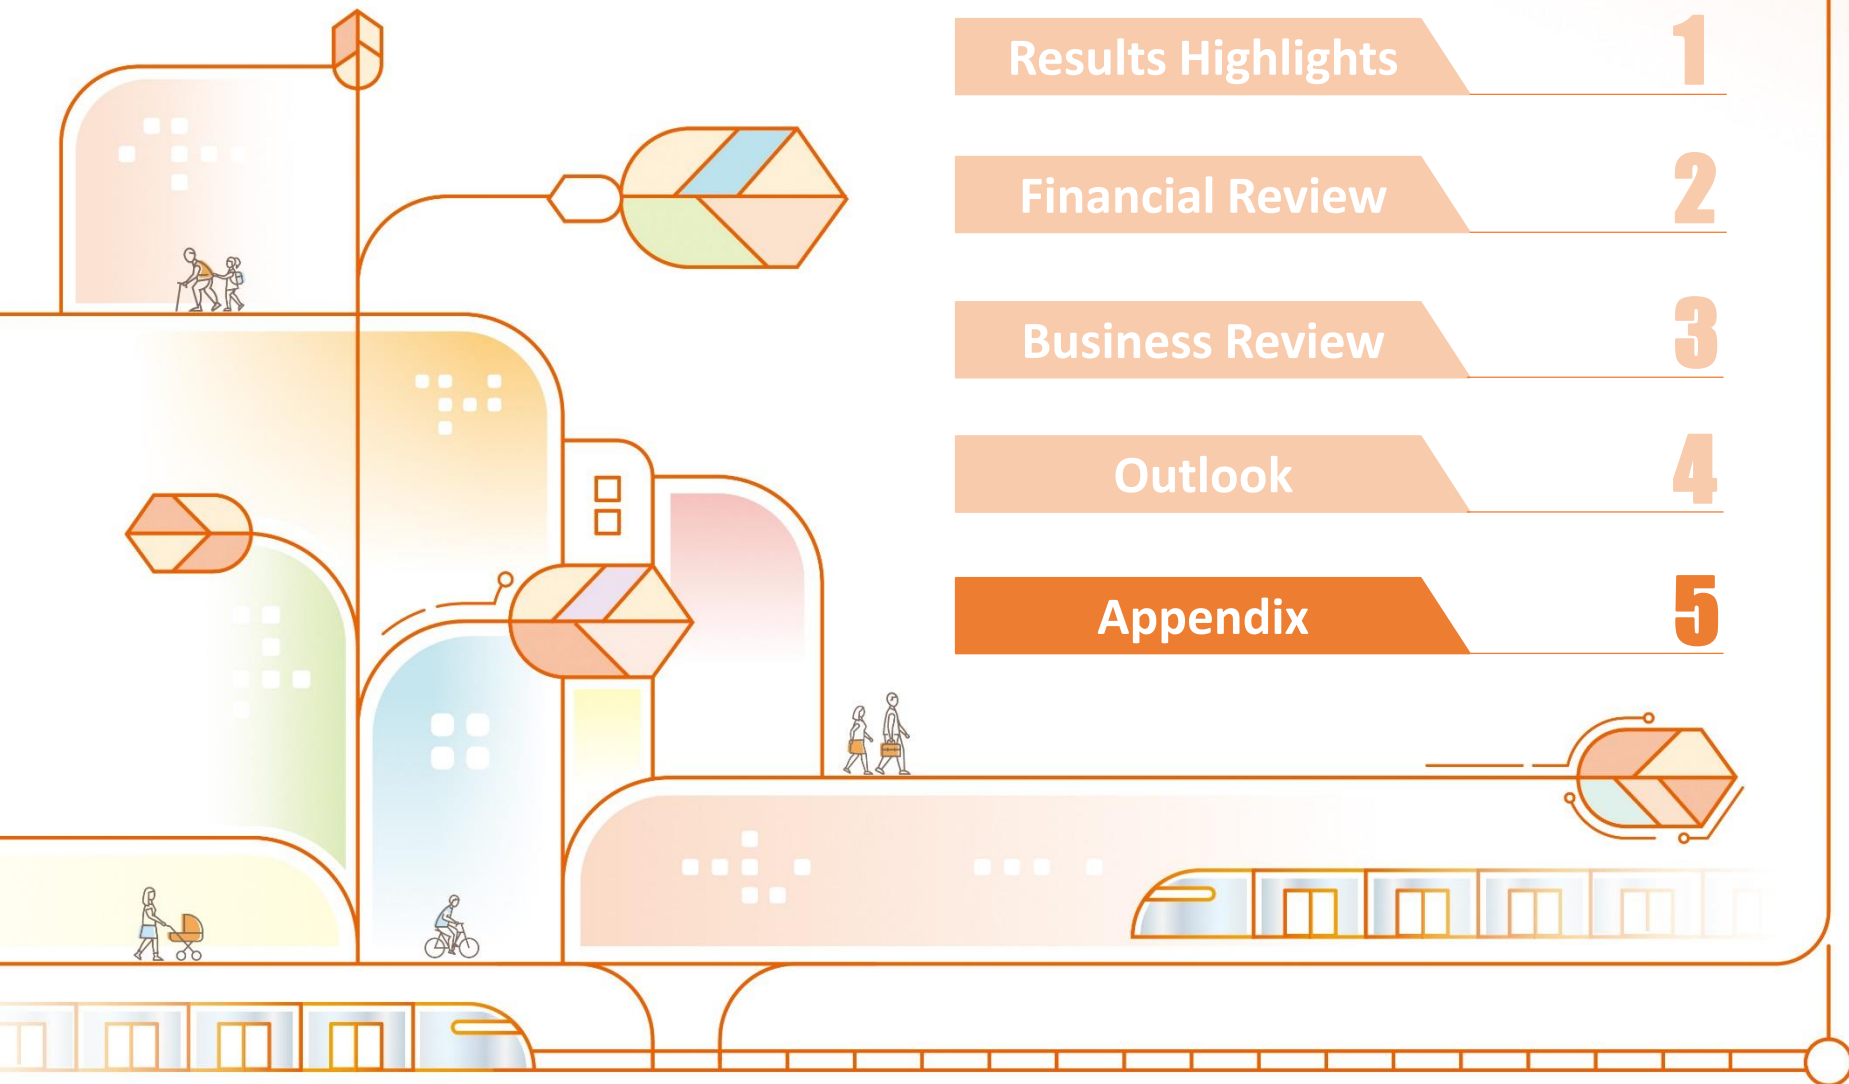 Results Highlights 1
Financial Review 2
Business Review 3
Outlook 4
Appendix 5